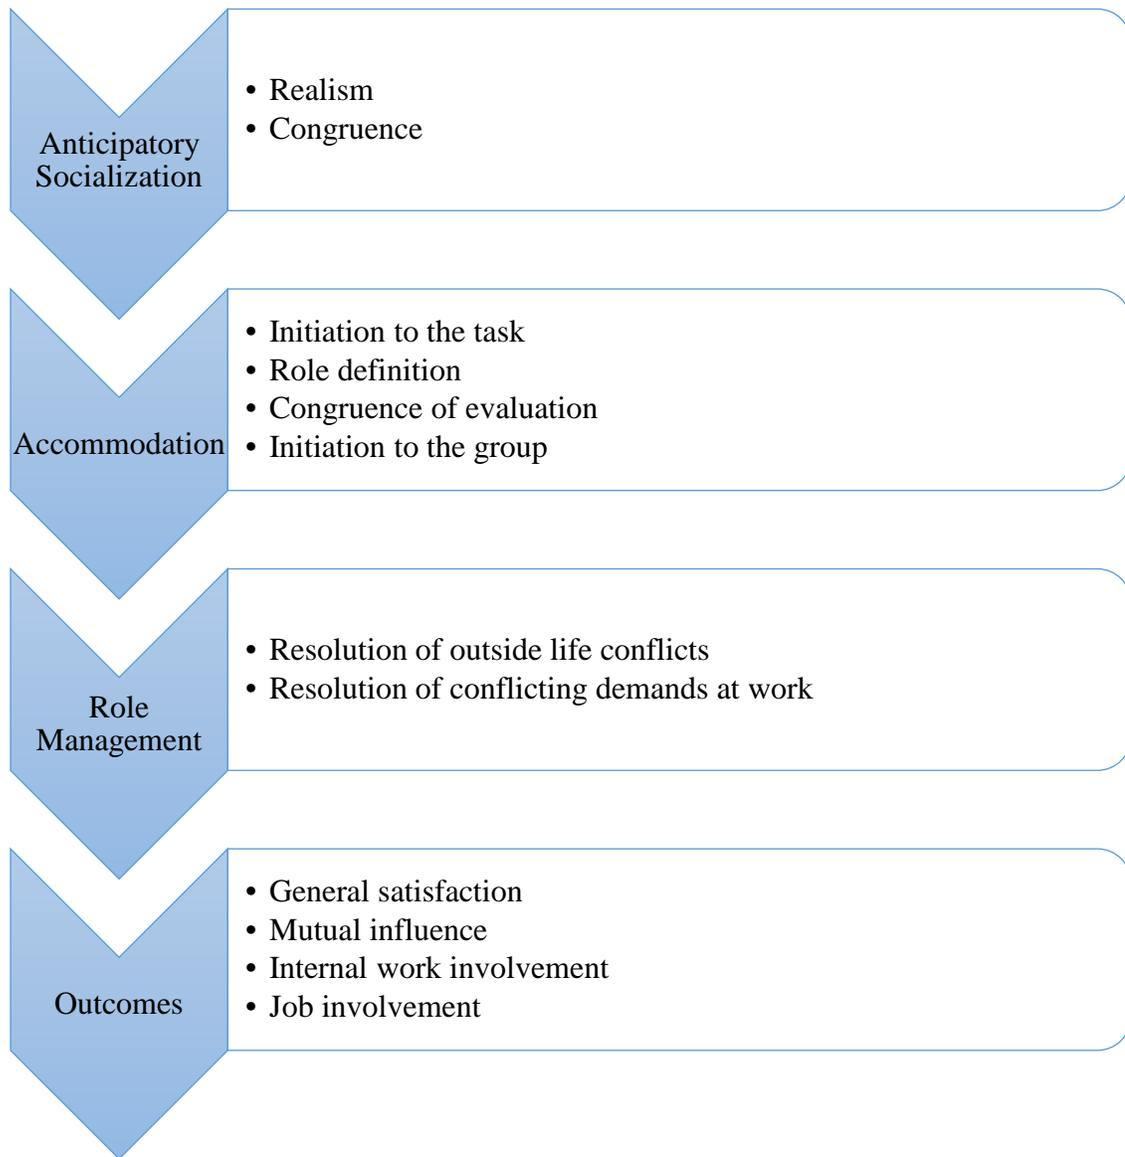 Anticipatory
Socialization
• Realism
• Congruence
Accommodation
• Initiation to the task
• Role definition
• Congruence of evaluation
• Initiation to the group
Role
Management
• Resolution of outside life conflicts
• Resolution of conflicting demands at work
Outcomes
• General satisfaction
• Mutual influence
• Internal work involvement
• Job involvement